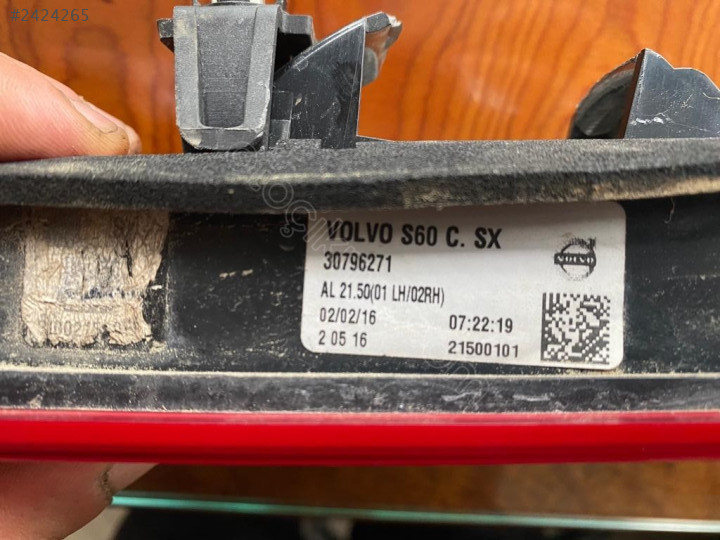 #2424265
VOLVO S60 C. SX
30796271
VOLVO
AL 21.50(01 LH/02RH)
02/02/16 07:22:19
2 05 16 21500101